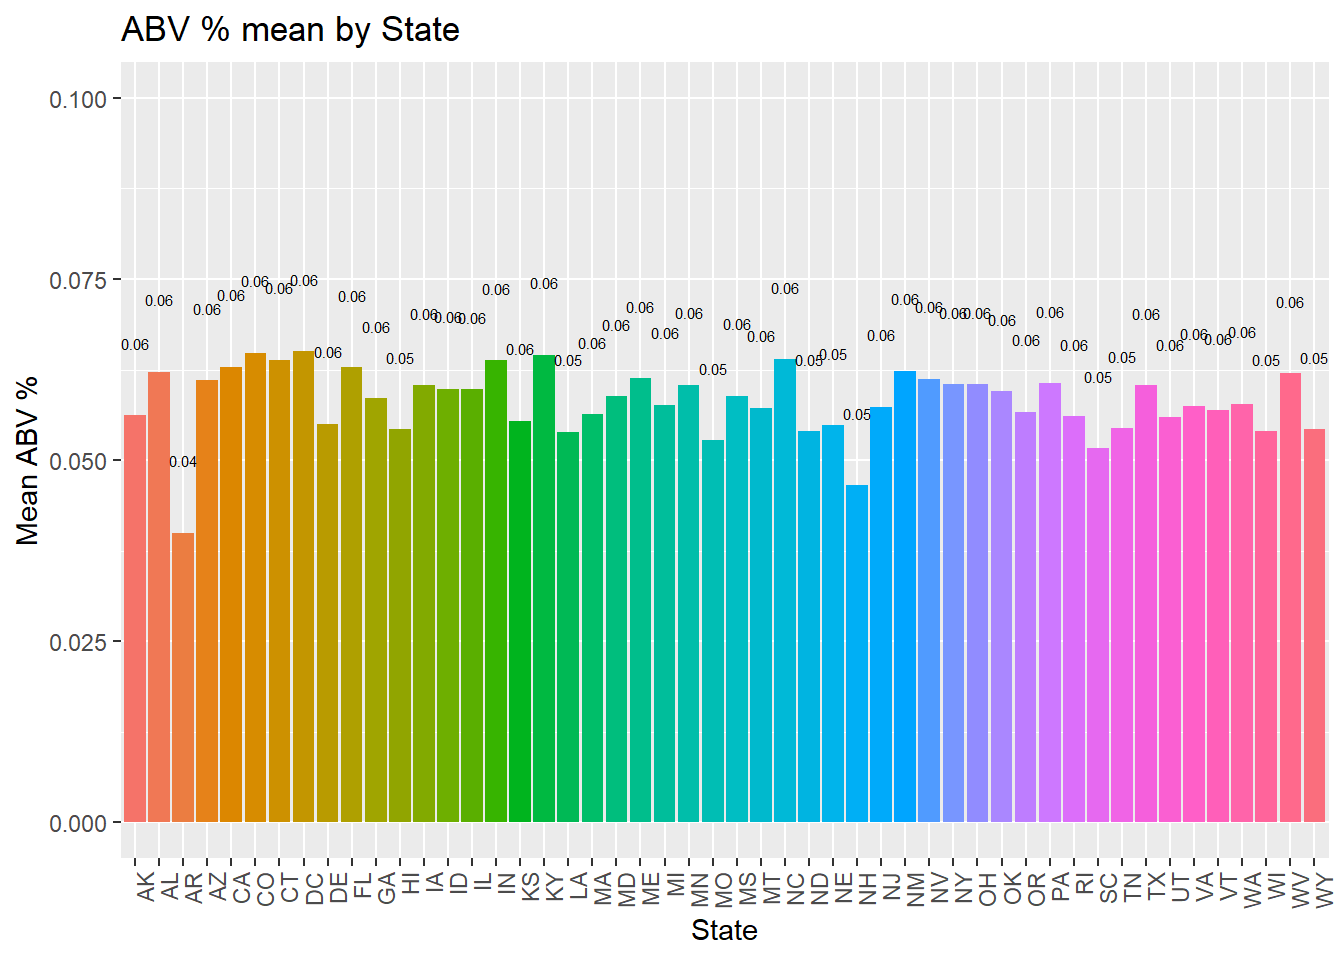 ABV % mean by State
Mean ABV %
0.100
0.075
0.050
0.025
0.000
0.06 0.06 0.04 0.06 0.06 0.06 0.06 0.06 0.06 0.06 0.06 0.05 0.06 0.06 0.06 0.06 0.06 0.06 0.05 0.06 0.06 0.06 0.06 0.06 0.05 0.06 0.06 0.06 0.05 0.05 0.05 0.06 0.06 0.06 0.06 0.06 0.06 0.06 0.06 0.06 0.05 0.05 0.06 0.06 0.06 0.06 0.06 0.05 0.06 0.05
AK AL AR AZ CA CO CT DC DE FL GA HI IA ID IL IN KS KY LA MA MD ME MI MN MO MS MT NC ND NE NH NJ NM NV NY OH OK OR PA RI SC TN TX UT VA VT WA WI WV WY
State